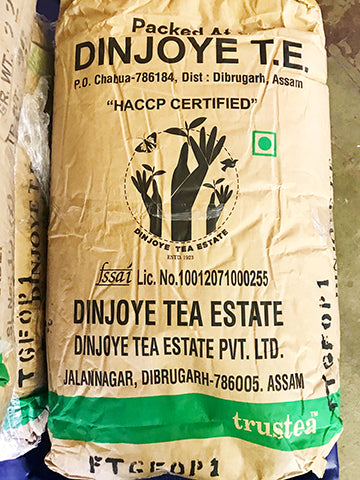 Packed At
DINJOYE T.E.
P.O. Chabua-786184, Dist : Dibrugarh, Assam
"HACCP CERTIFIED"
DINJOYE TEA ESTATE
ESTD 1923
fssai Lic. No.10012071000255
DINJOYE TEA ESTATE
DINJOYE TEA ESTATE PVT. LTD.
JALANNAGAR, DIBRUGARH-786005. ASSAM
trustea™
FTGFOP1
FTGFOP1
FTGFOP1